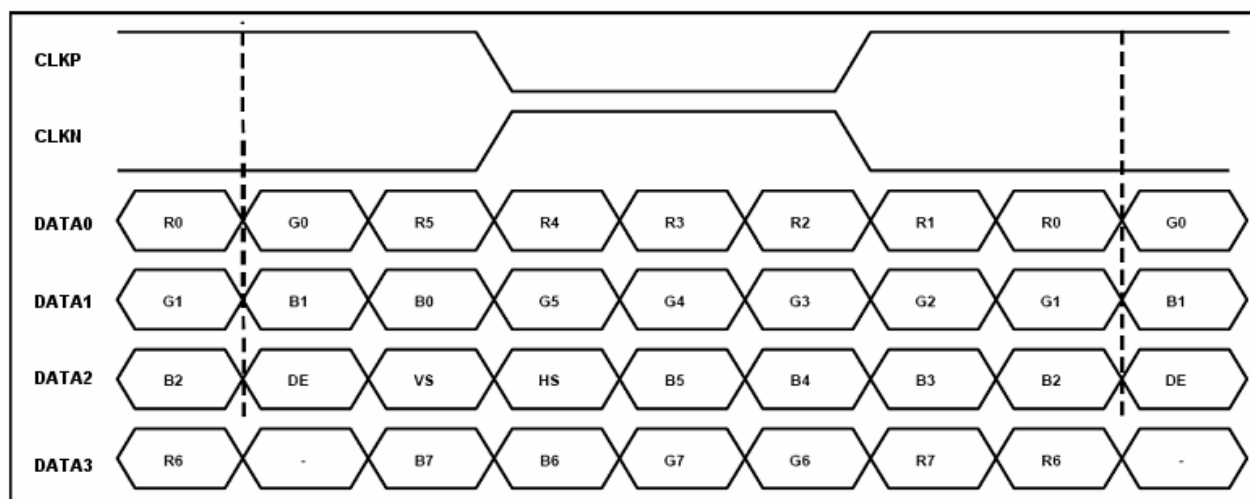 CLKP
CLKN
DATA0 R0 G0 R5 R4 R3 R2 R1 R0 G0
DATA1 G1 B1 B0 G5 G4 G3 G2 G1 B1
DATA2 B2 DE VS HS B5 B4 B3 B2 DE
DATA3 R6 - B7 B6 G7 G6 R7 R6 -